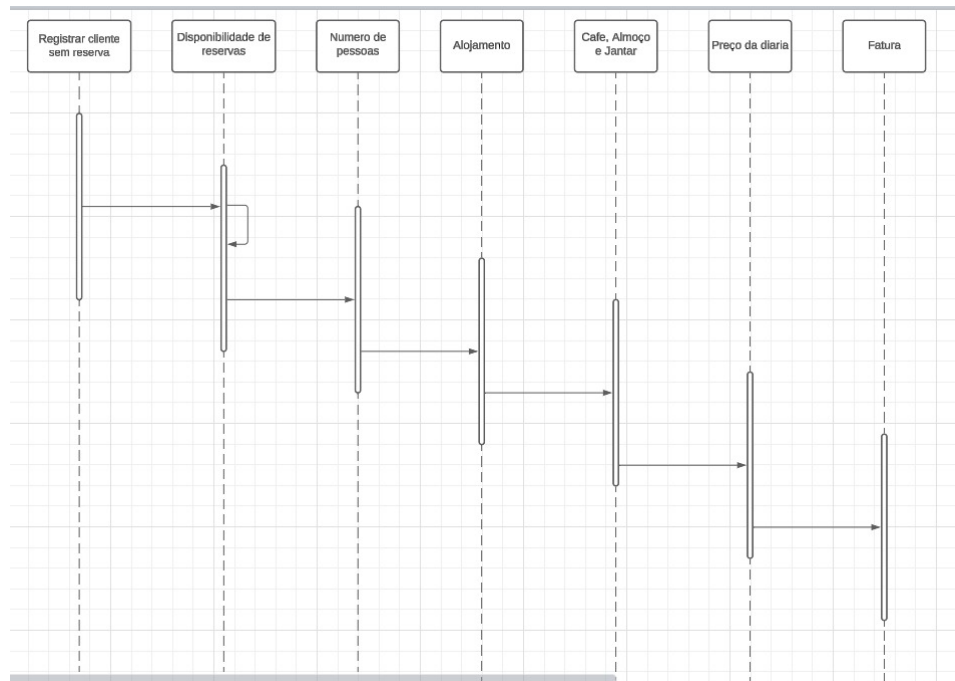 Registrar cliente
sem reserva
Disponibilidade de
reservas
Numero de
pessoas
Alojamento
Cafe, Almoço
e Jantar
Preço da diaria
Fatura